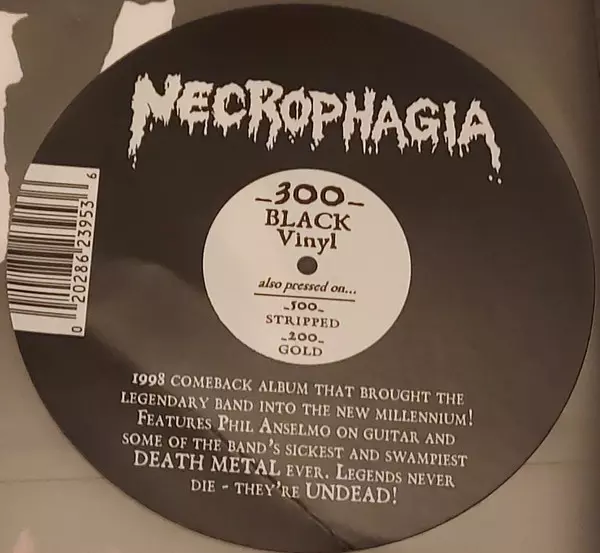 NECROPHAGIA
-300-
BLACK
Vinyl
also pressed on...
-500-
STRIPPED
-200-
GOLD
0 20286 23953 6
1998 COMEBACK ALBUM THAT BROUGHT THE
LEGENDARY BAND INTO THE NEW MILLENNIUM!
FEATURES PHIL ANSELMO ON GUITAR AND
SOME OF THE BAND'S SICKEST AND SWAMPIEST
DEATH METAL EVER. LEGENDS NEVER
DIE - THEY'RE UNDEAD!